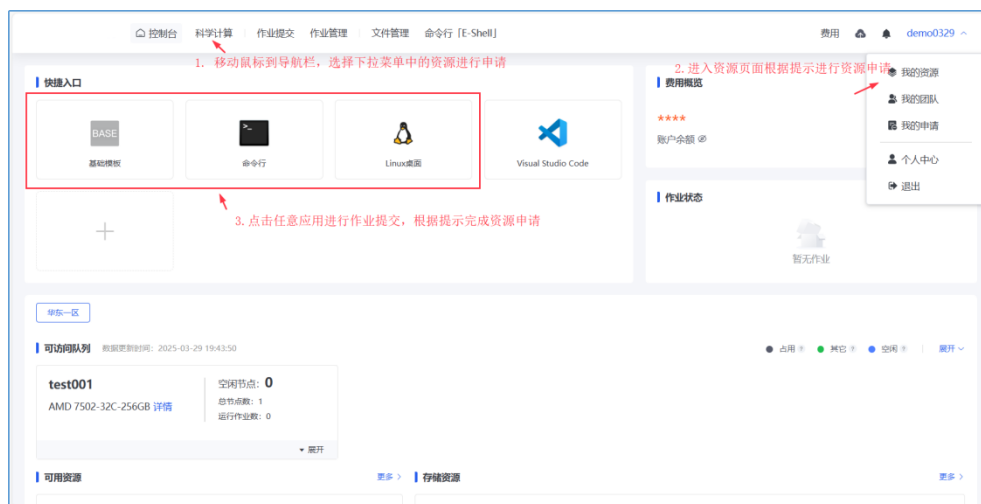 控制台 科学计算 作业提交 作业管理 文件管理 命令行「E-Shell」 费用 demo0329
1. 移动鼠标到导航栏，选择下拉菜单中的资源进行申请
2.进入资源页面根据提示进行资源申请
我的资源
我的团队
我的申请
个人中心
退出
快捷入口
BASE
基础模板
命令行
Linux桌面
Visual Studio Code
3.点击任意应用进行作业提交，根据提示完成资源申请
费用概览
****
账户余额
作业状态
暂无作业
华东一区
可访问队列 数据更新时间：2025-03-29 19:43:50 占用 其它 空闲 展开
test001
AMD 7502-32C-256GB 详情
空闲节点：0
总节点数：1
运行作业数：0
展开
可用资源 更多
存储资源 更多